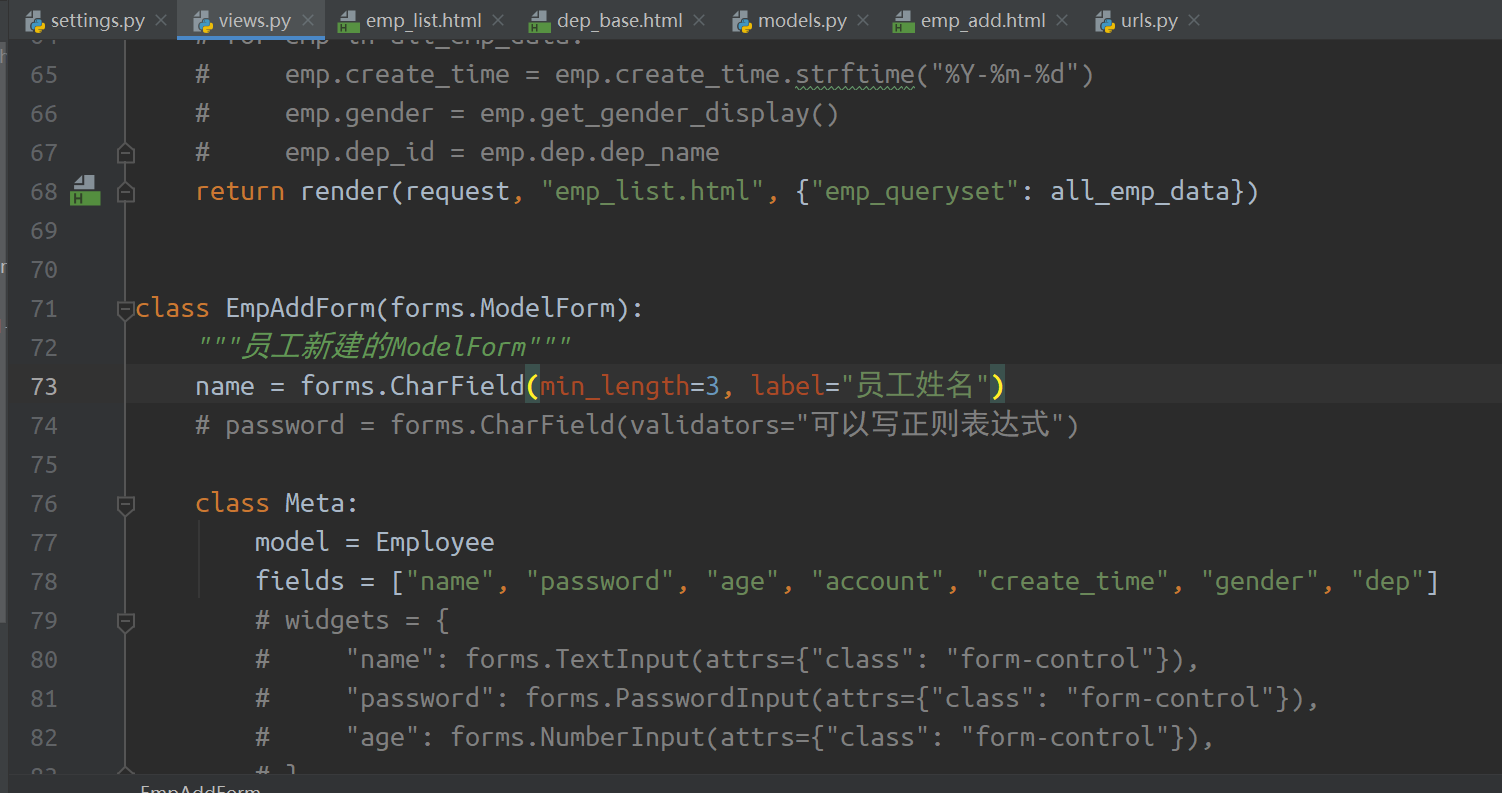 settings.py views.py emp_list.html dep_base.html models.py emp_add.html urls.py
# for emp in all_emp_data:
65 #     emp.create_time = emp.create_time.strftime("%Y-%m-%d")
66 #     emp.gender = emp.get_gender_display()
67 #     emp.dep_id = emp.dep.dep_name
68 return render(request, "emp_list.html", {"emp_queryset": all_emp_data})
69
70
71 class EmpAddForm(forms.ModelForm):
72 """员工新建的ModelForm"""
73 name = forms.CharField(min_length=3, label="员工姓名")
74 # password = forms.CharField(validators="可以写正则表达式")
75
76 class Meta:
77 model = Employee
78 fields = ["name", "password", "age", "account", "create_time", "gender", "dep"]
79 # widgets = {
80 #     "name": forms.TextInput(attrs={"class": "form-control"}),
81 #     "password": forms.PasswordInput(attrs={"class": "form-control"}),
82 #     "age": forms.NumberInput(attrs={"class": "form-control"}),
83 # }
EmpAddForm